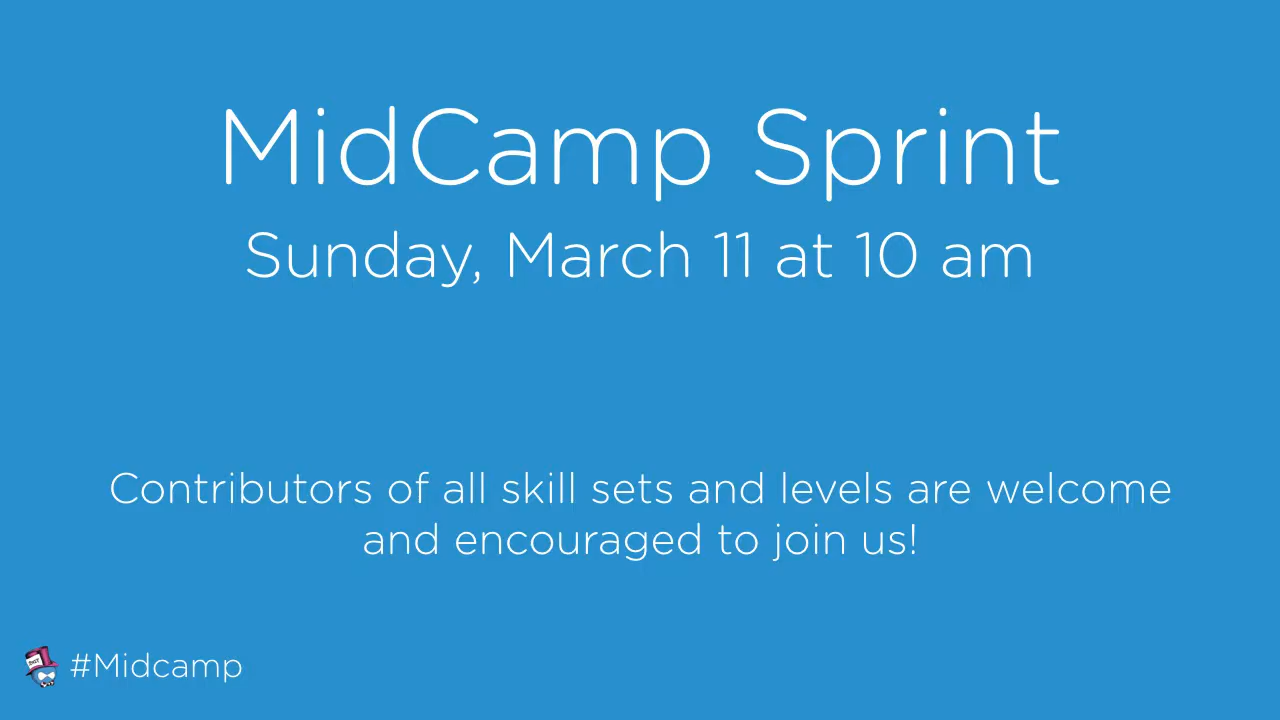 MidCamp Sprint
Sunday, March 11 at 10 am
Contributors of all skill sets and levels are welcome
and encouraged to join us!
#Midcamp